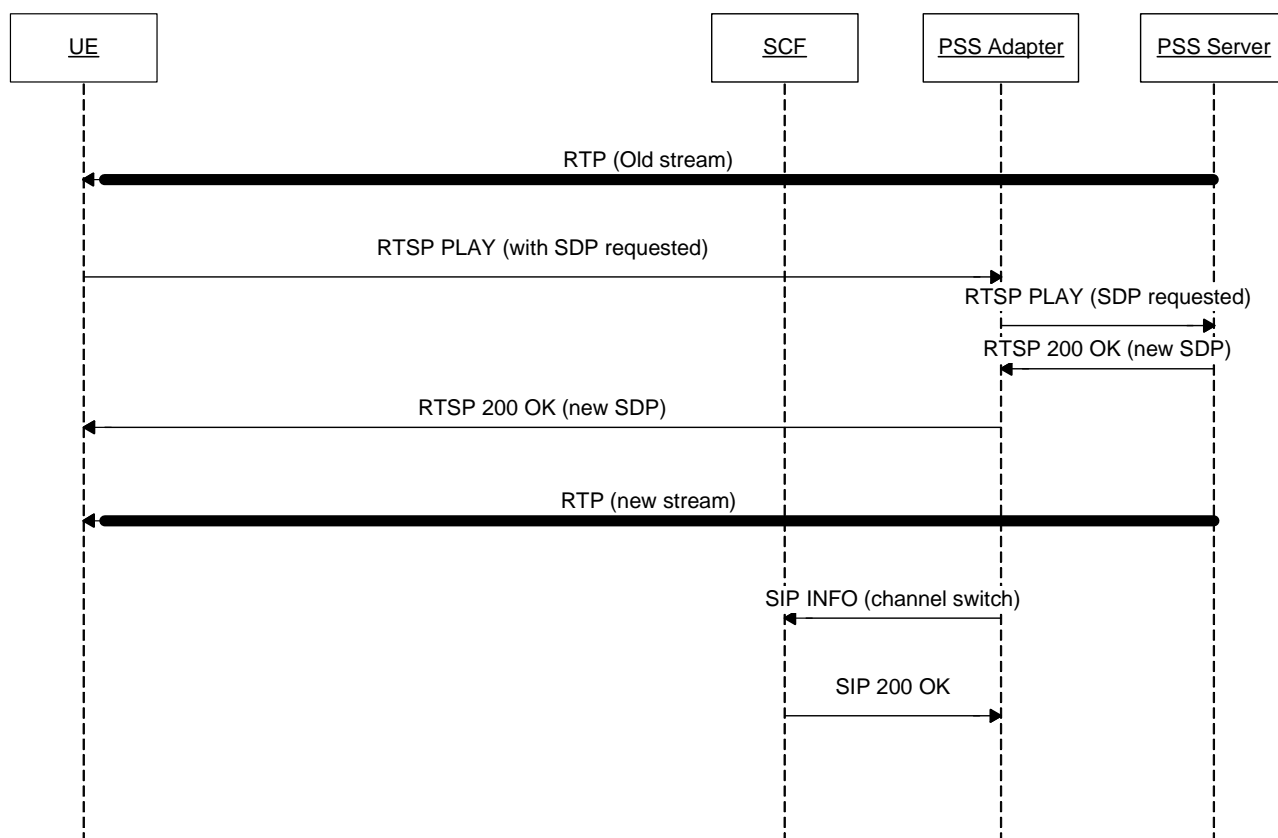 UE
SCF
PSS Adapter
PSS Server
RTP (Old stream)
RTSP PLAY (with SDP requested)
RTSP PLAY (SDP requested)
RTSP 200 OK (new SDP)
RTSP 200 OK (new SDP)
RTP (new stream)
SIP INFO (channel switch)
SIP 200 OK